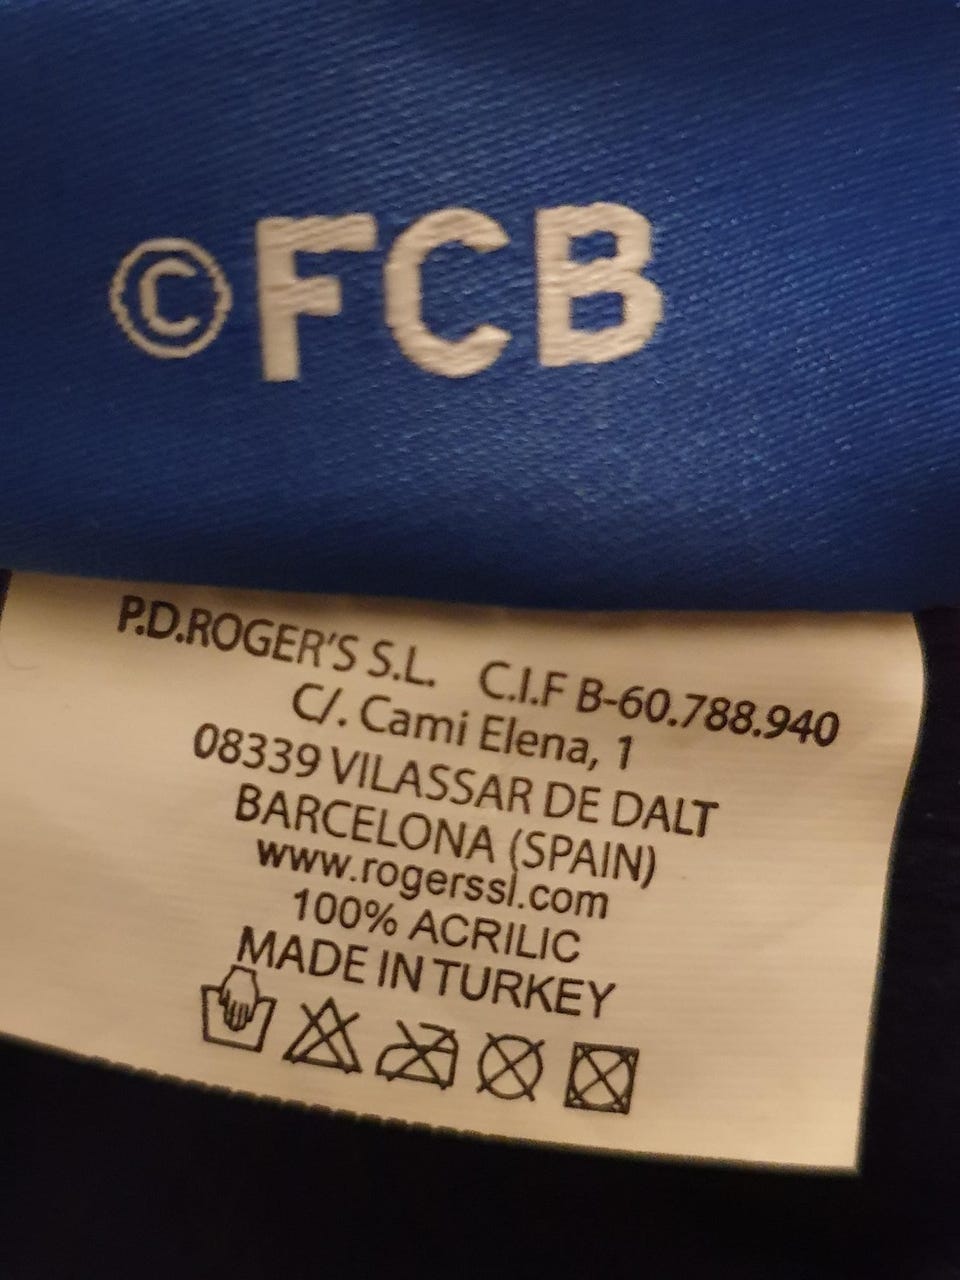 ©FCB
P.D.ROGER'S S.L. C.I.F B-60.788.940
C/. Cami Elena, 1
08339 VILASSAR DE DALT
BARCELONA (SPAIN)
www.rogerssl.com
100% ACRILIC
MADE IN TURKEY